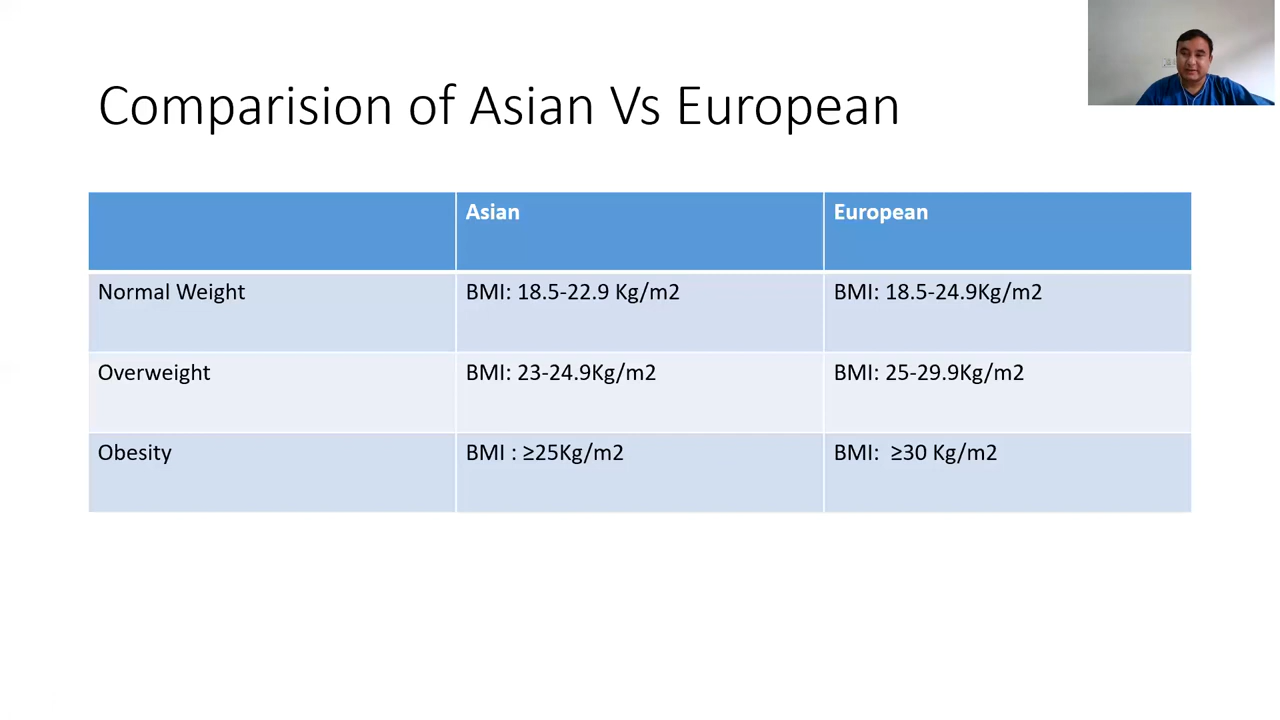 Comparision of Asian Vs European
Asian
European
Normal Weight
BMI: 18.5-22.9 Kg/m2
BMI: 18.5-24.9Kg/m2
Overweight
BMI: 23-24.9Kg/m2
BMI: 25-29.9Kg/m2
Obesity
BMI : ≥25Kg/m2
BMI:  ≥30 Kg/m2